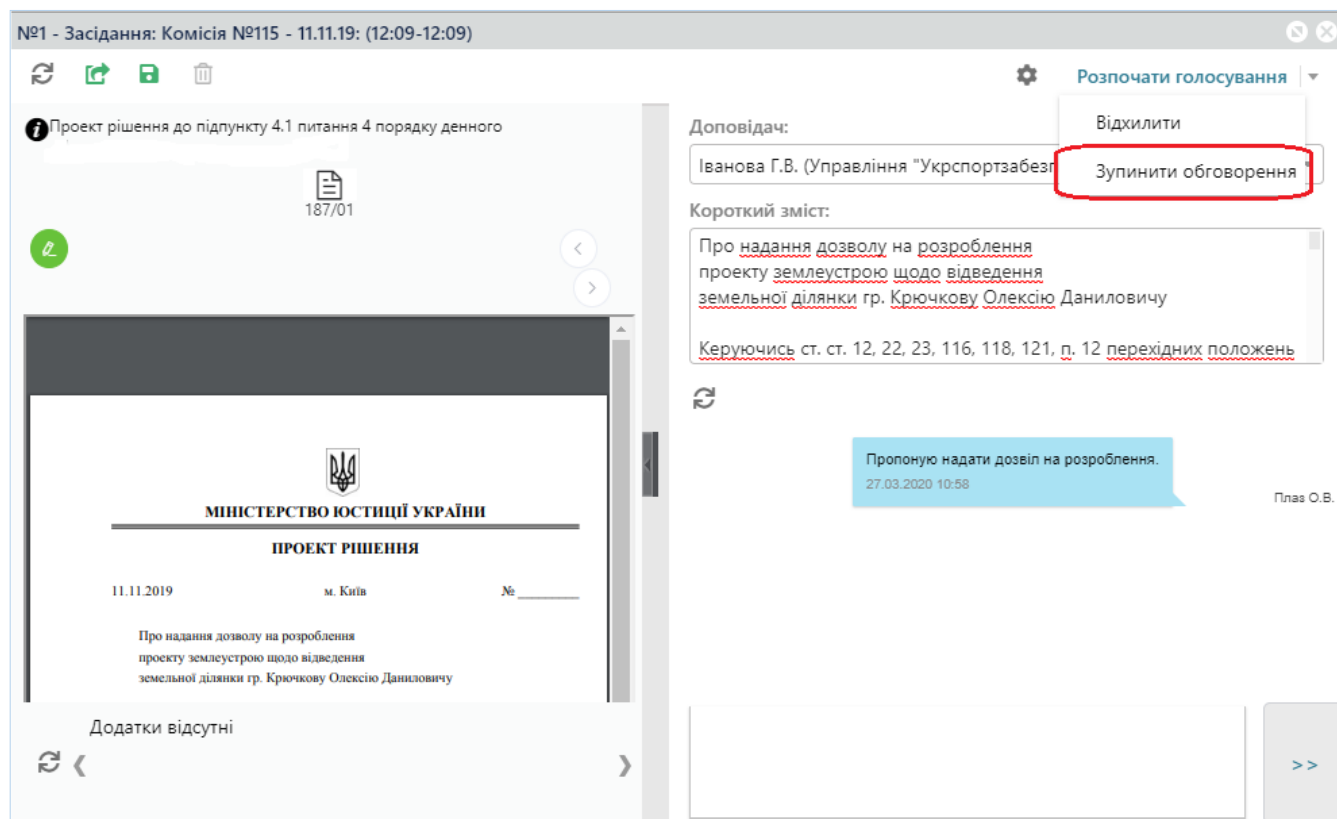 №1 - Засідання: Комісія №115 - 11.11.19: (12:09-12:09)
Розпочати голосування
Відхилити
Зупинити обговорення
Проект рішення до підпункту 4.1 питання 4 порядку денного
187/01
МІНІСТЕРСТВО ЮСТИЦІЇ УКРАЇНИ
ПРОЕКТ РІШЕННЯ
11.11.2019 м. Київ № _________
Про надання дозволу на розроблення
проекту землеустрою щодо відведення
земельної ділянки гр. Крючкову Олексію Даниловичу
Додатки відсутні
Доповідач:
Іванова Г.В. (Управління "Укрспортзабезп
Короткий зміст:
Про надання дозволу на розроблення
проекту землеустрою щодо відведення
земельної ділянки гр. Крючкову Олексію Даниловичу
Керуючись ст. ст. 12, 22, 23, 116, 118, 121, п. 12 перехідних положень
Пропоную надати дозвіл на розроблення.
27.03.2020 10:58
Плаз О.В.
>>